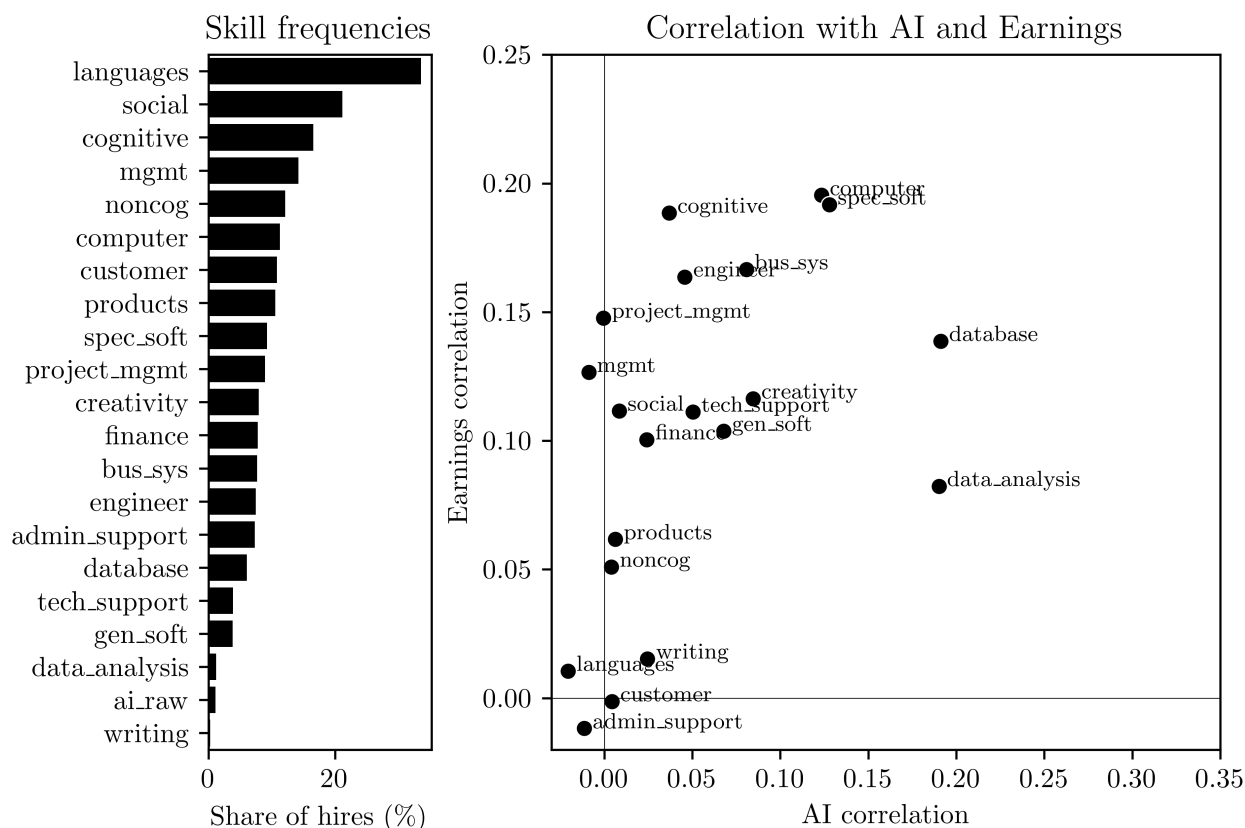 Skill frequencies
languages
social
cognitive
mgmt
noncog
computer
customer
products
spec_soft
project_mgmt
creativity
finance
bus_sys
engineer
admin_support
database
tech_support
gen_soft
data_analysis
ai_raw
writing
0 20
Share of hires (%)
Correlation with AI and Earnings
Earnings correlation
0.25
0.20
0.15
0.10
0.05
0.00
computer
spec_soft
cognitive
bus_sys
engineer
project_mgmt
database
mgmt
creativity
social
tech_support
gen_soft
finance
data_analysis
products
noncog
writing
languages
customer
admin_support
0.00 0.05 0.10 0.15 0.20 0.25 0.30 0.35
AI correlation